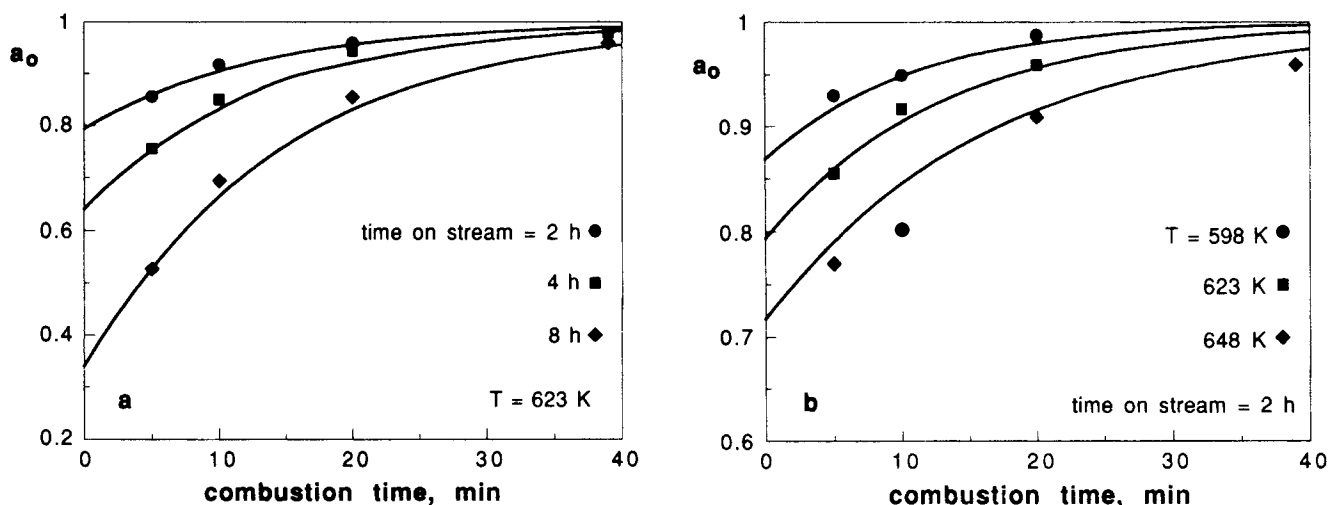 1
a₀
0.8
0.6
0.4
0.2
time on stream = 2 h
4 h
8 h
a
T = 623 K
0
10
20
30
40
combustion time, min
1
a₀
0.9
0.8
0.7
0.6
T = 598 K
623 K
648 K
b
time on stream = 2 h
0
10
20
30
40
combustion time, min